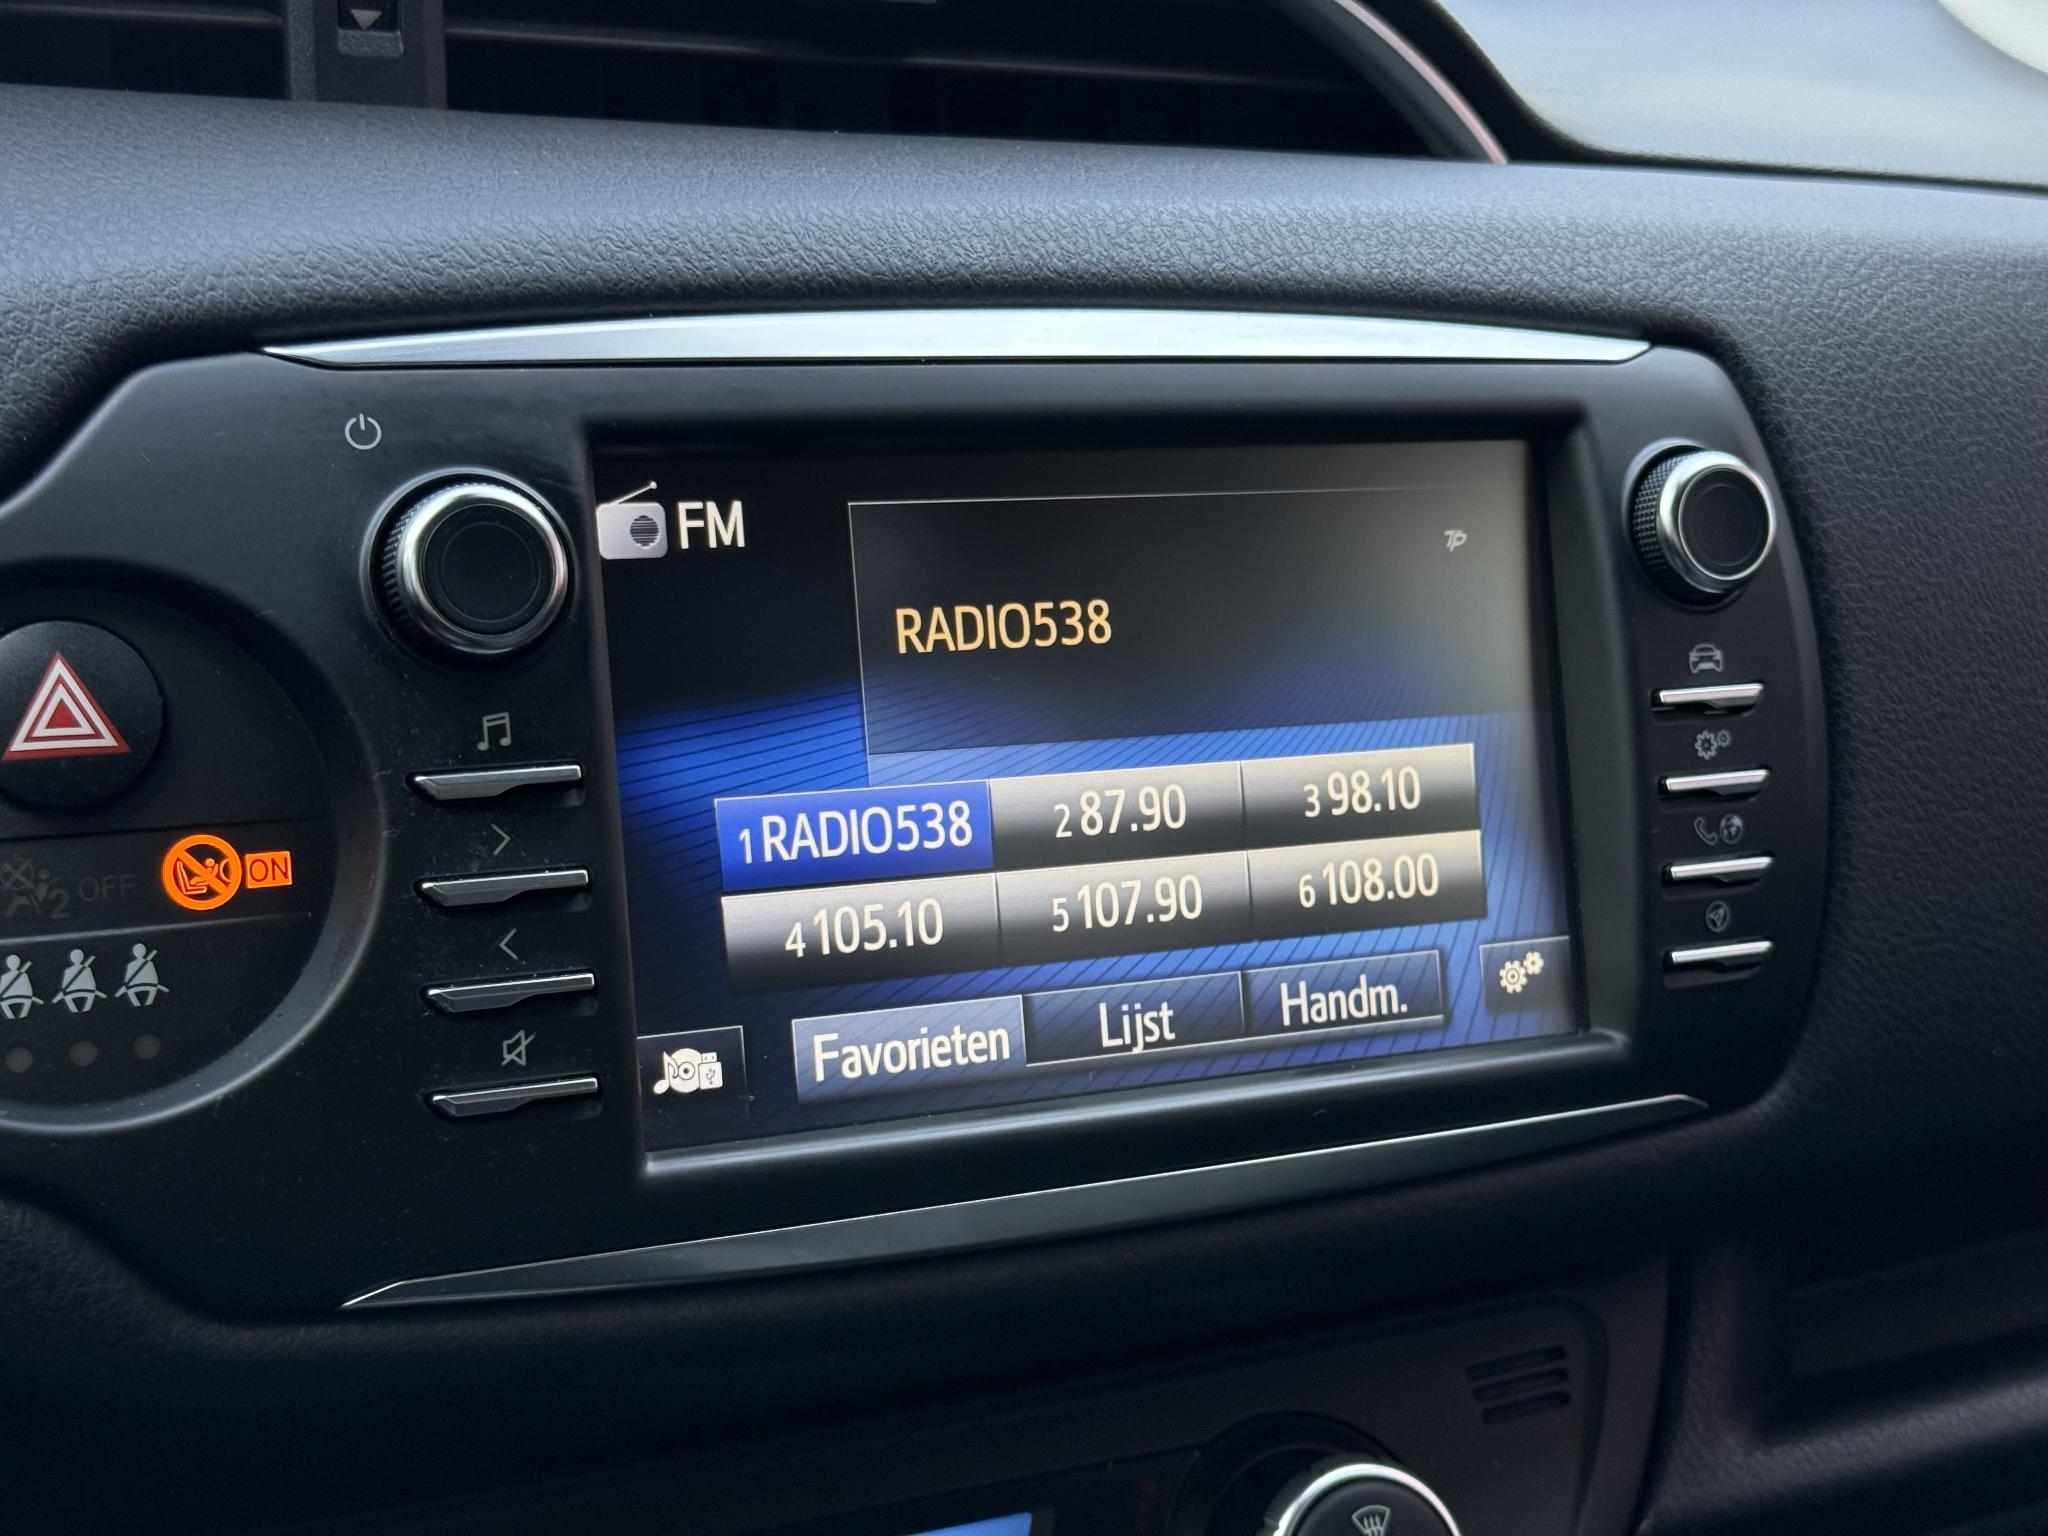 FM
TP
RADIO538
1 RADIO538 2 87.90 3 98.10
4 105.10 5 107.90 6 108.00
Favorieten Lijst Handm.
2 OFF ON